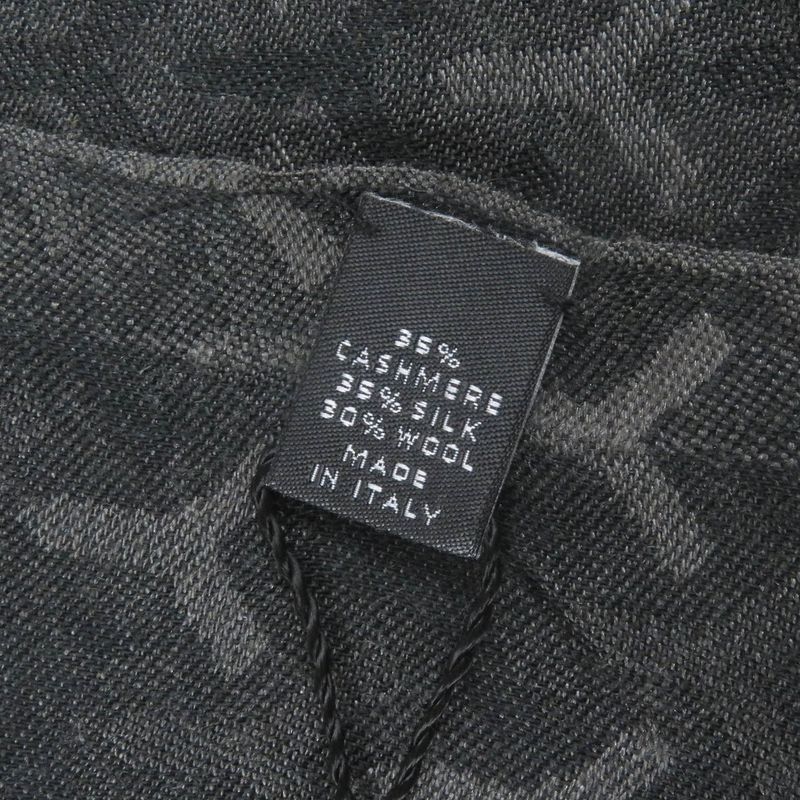 35%
CASHMERE
35% SILK
30% WOOL
MADE
IN ITALY